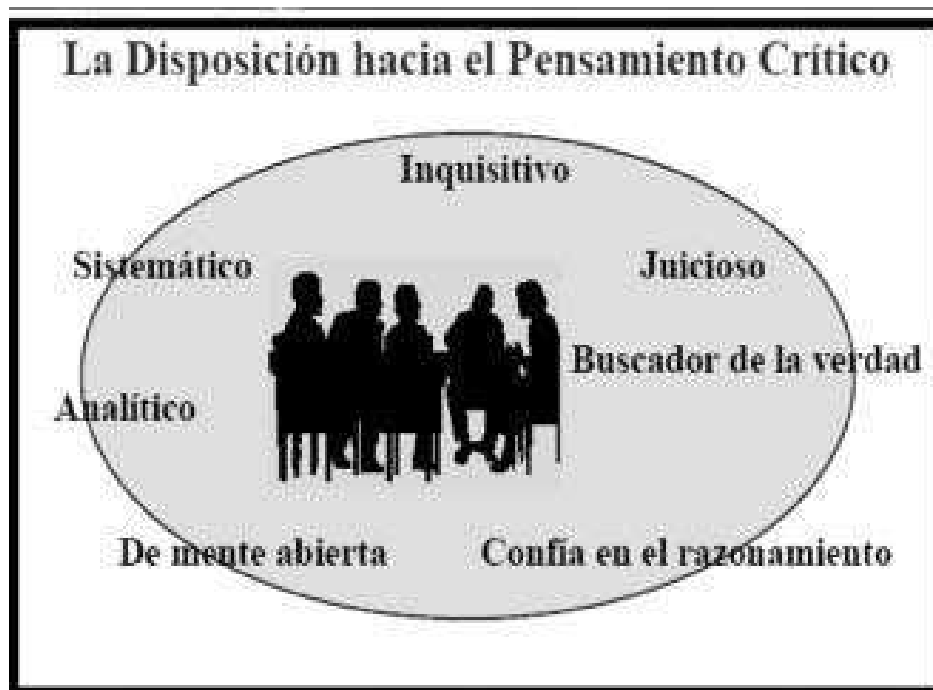 La Disposición hacia el Pensamiento Crítico
Inquisitivo
Sistemático
Juicioso
Buscador de la verdad
Analítico
De mente abierta
Confía en el razonamiento